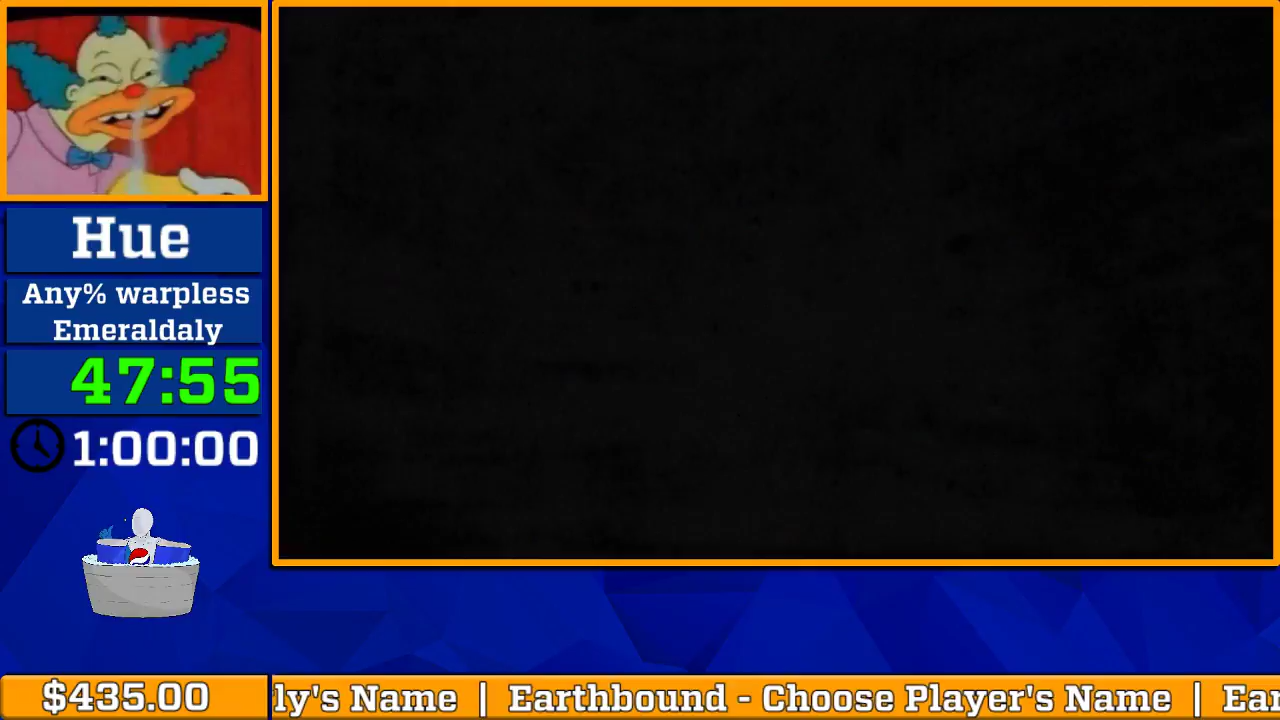 Hue
Any% warpless
Emeraldaly
47:55
1:00:00
$435.00
ly's Name | Earthbound - Choose Player's Name | Ear